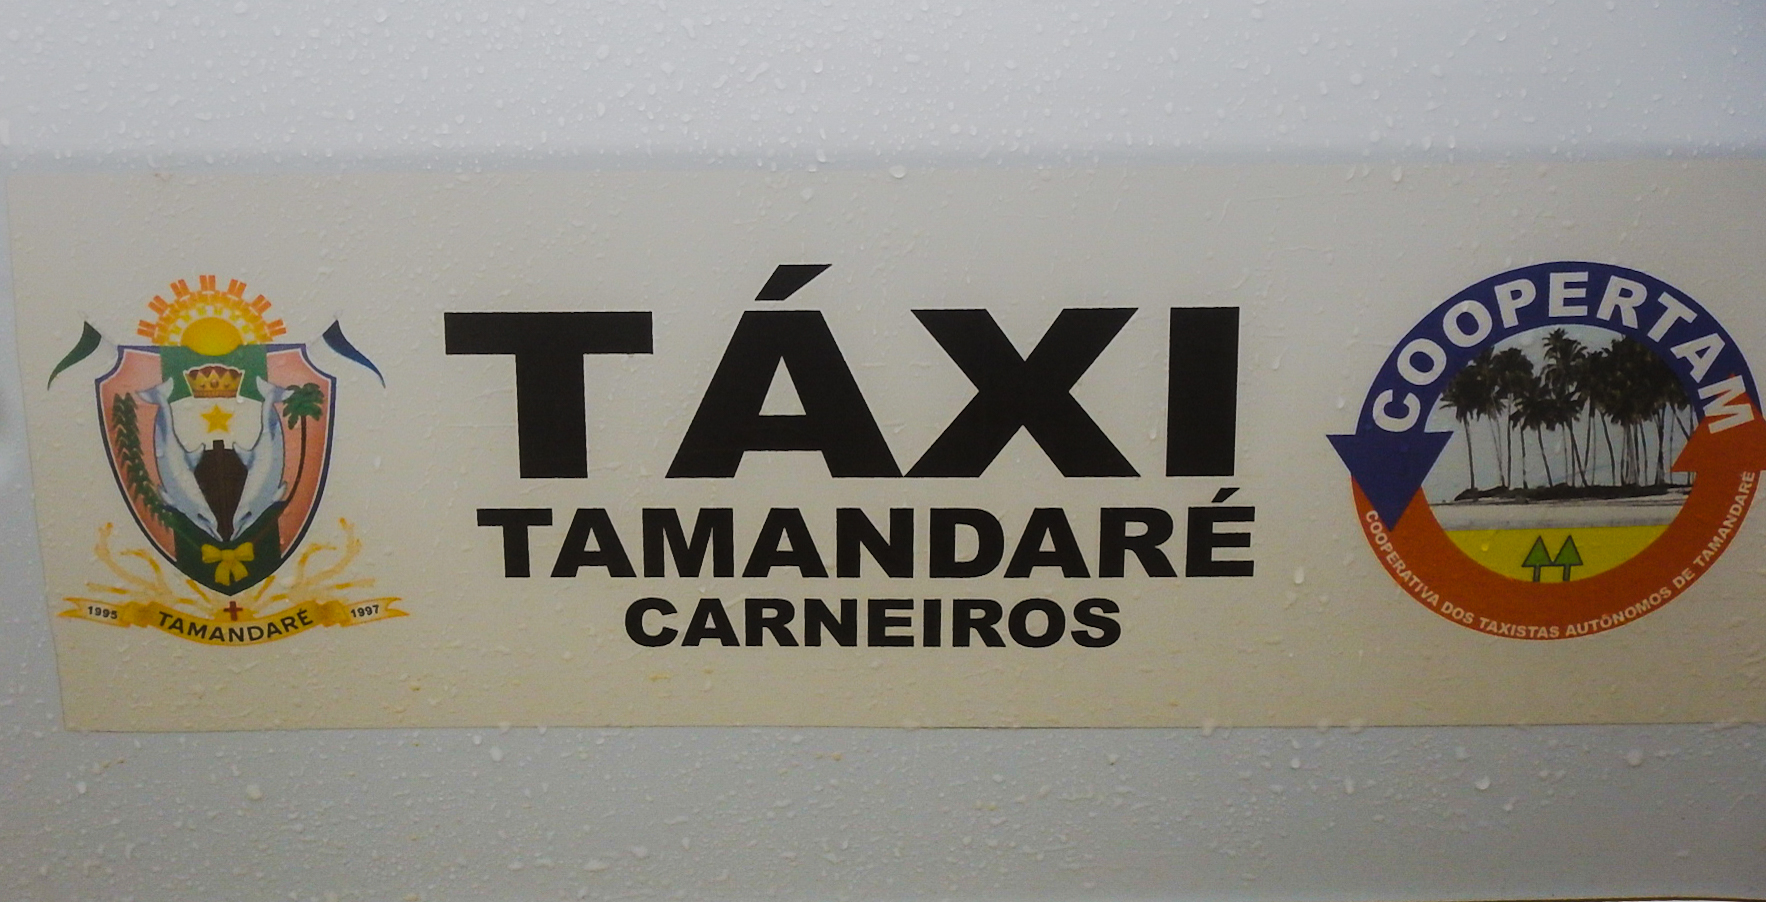 1995 TAMANDARÉ 1997
TÁXI
TAMANDARÉ
CARNEIROS
COOPERTAM
COOPERATIVA DOS TAXISTAS AUTÔNOMOS DE TAMANDARÉ